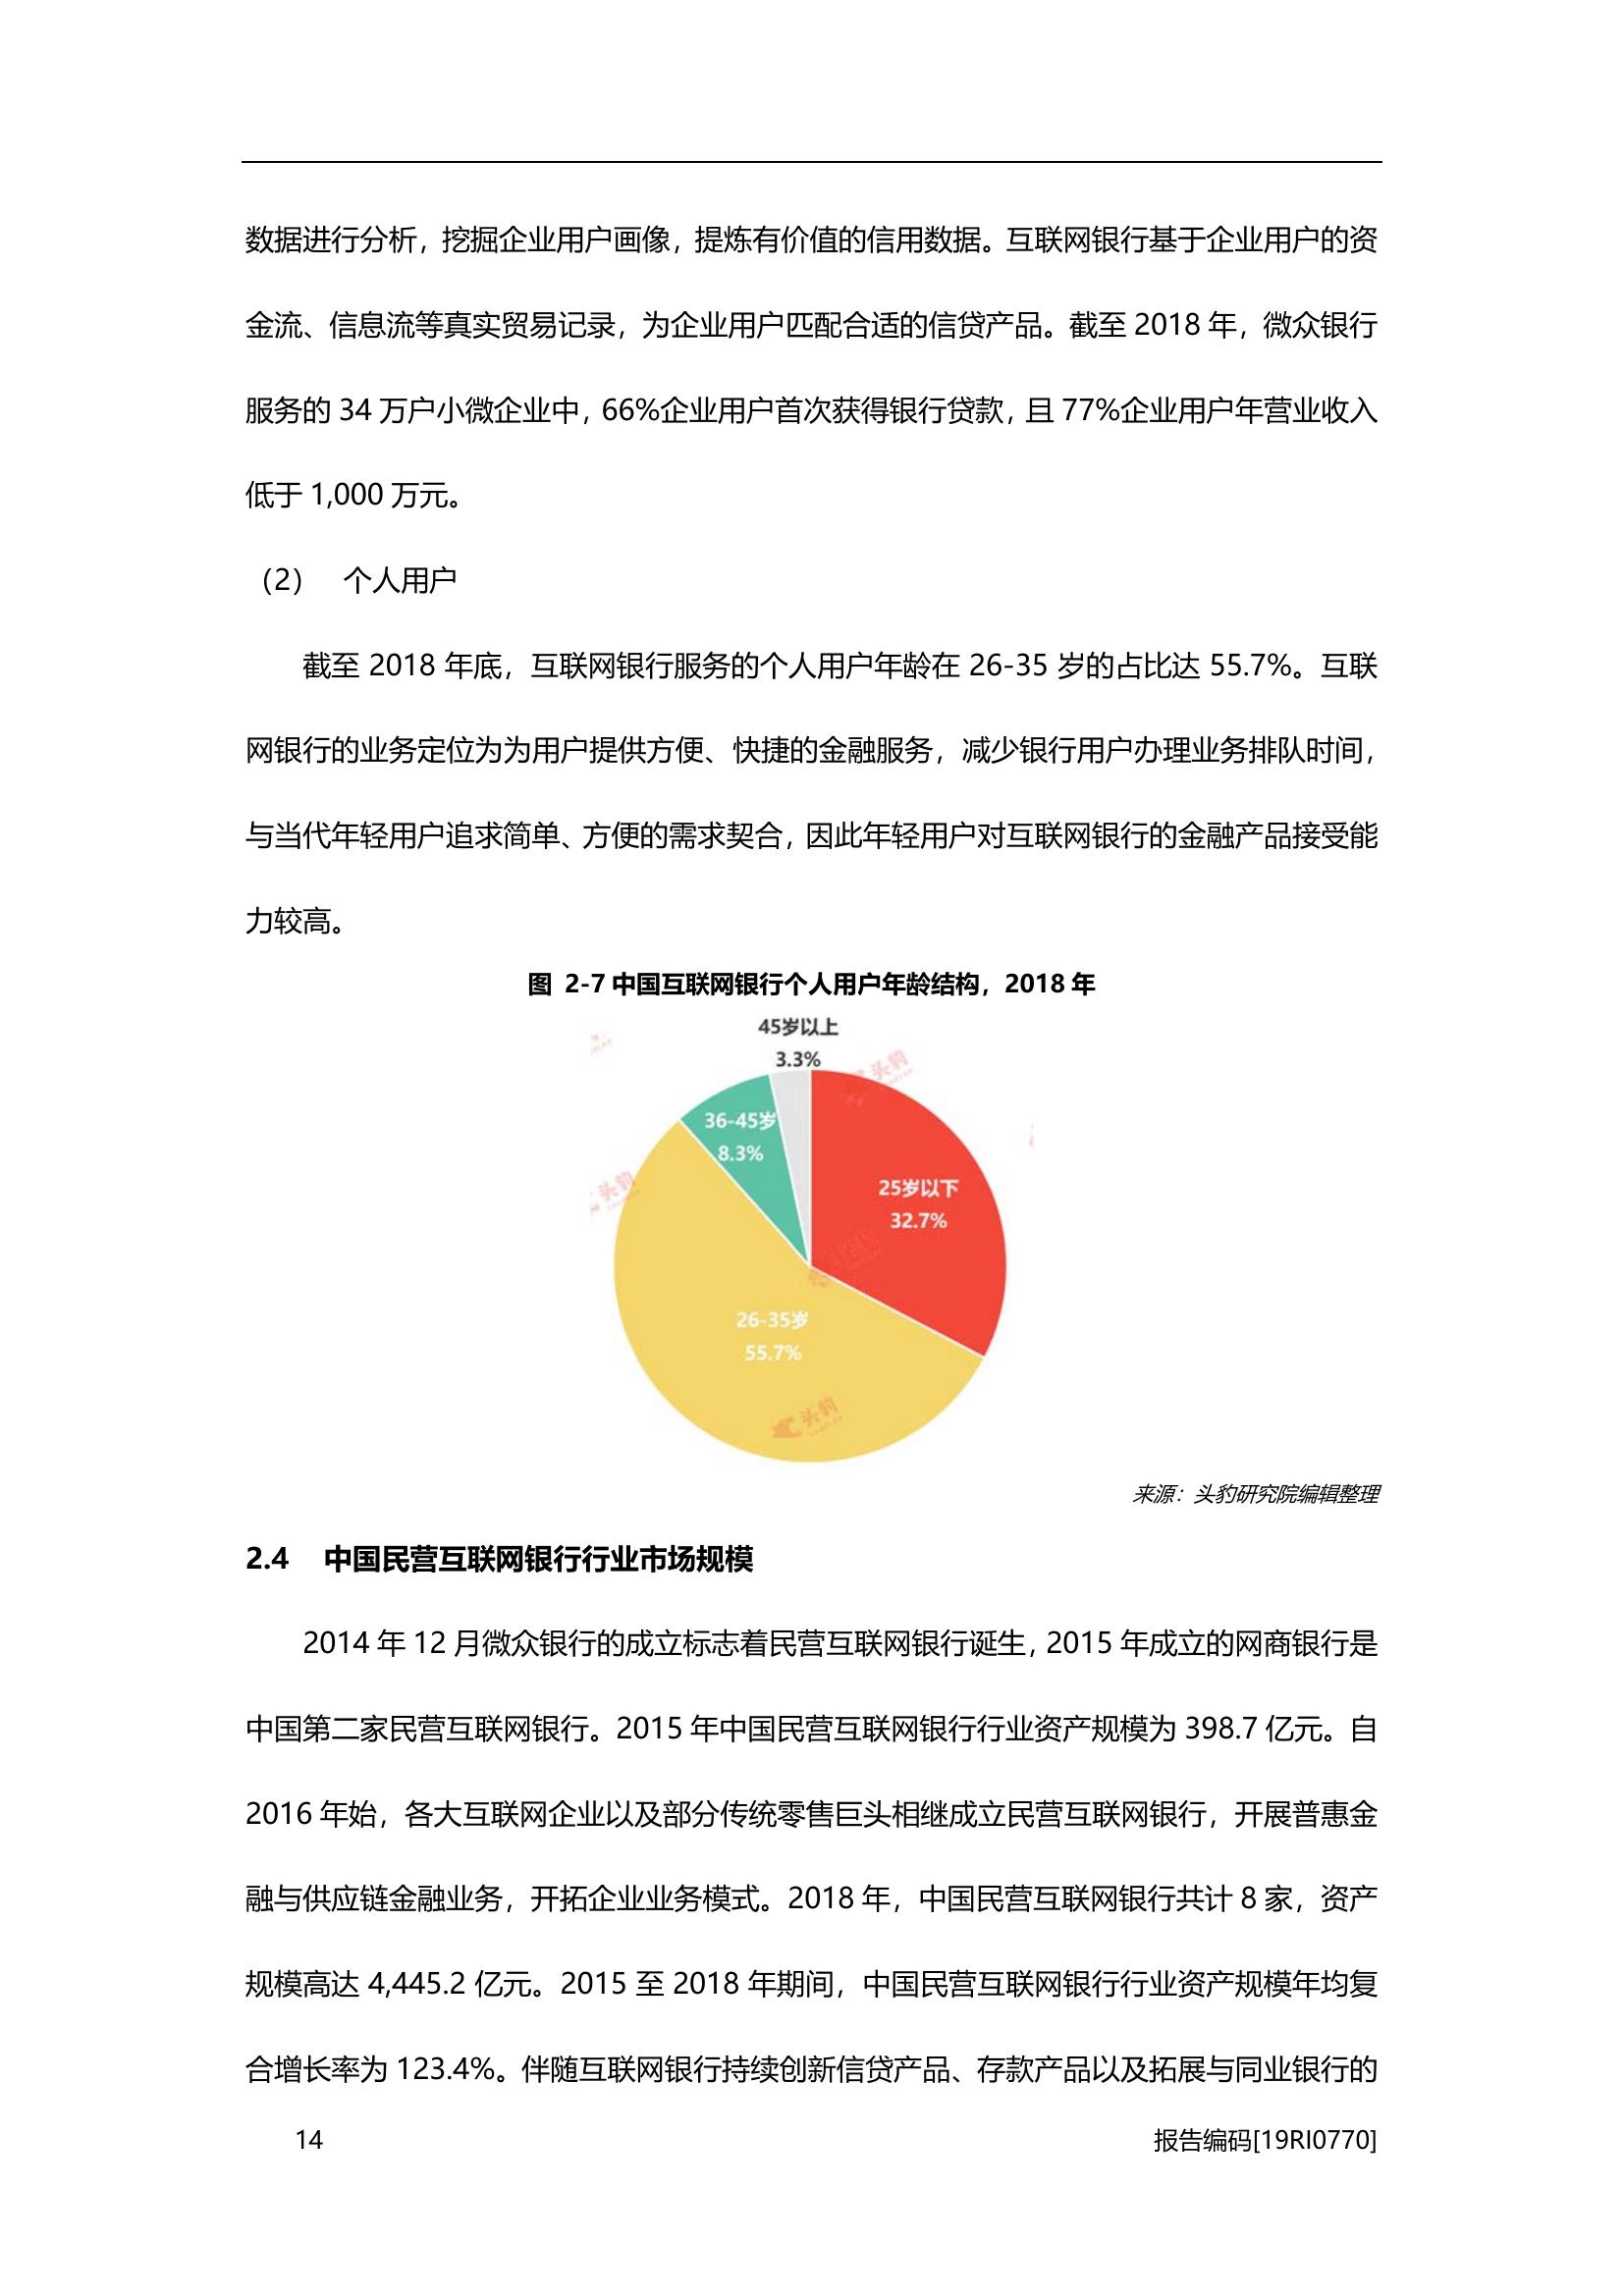 数据进行分析，挖掘企业用户画像，提炼有价值的信用数据。互联网银行基于企业用户的资
金流、信息流等真实贸易记录，为企业用户匹配合适的信贷产品。截至 2018 年，微众银行
服务的 34 万户小微企业中，66%企业用户首次获得银行贷款，且 77%企业用户年营业收入
低于 1,000 万元。
（2） 个人用户
截至 2018 年底，互联网银行服务的个人用户年龄在 26-35 岁的占比达 55.7%。互联
网银行的业务定位为为用户提供方便、快捷的金融服务，减少银行用户办理业务排队时间，
与当代年轻用户追求简单、方便的需求契合，因此年轻用户对互联网银行的金融产品接受能
力较高。
图 2-7 中国互联网银行个人用户年龄结构，2018 年
45岁以上
3.3%
头豹
36-45岁
8.3%
头豹
25岁以下
32.7%
26-35岁
55.7%
头豹
来源：头豹研究院编辑整理
2.4 中国民营互联网银行行业市场规模
2014 年 12 月微众银行的成立标志着民营互联网银行诞生，2015 年成立的网商银行是
中国第二家民营互联网银行。2015 年中国民营互联网银行行业资产规模为 398.7 亿元。自
2016 年始，各大互联网企业以及部分传统零售巨头相继成立民营互联网银行，开展普惠金
融与供应链金融业务，开拓企业业务模式。2018 年，中国民营互联网银行共计 8 家，资产
规模高达 4,445.2 亿元。2015 至 2018 年期间，中国民营互联网银行行业资产规模年均复
合增长率为 123.4%。伴随互联网银行持续创新信贷产品、存款产品以及拓展与同业银行的
14
报告编码[19RI0770]